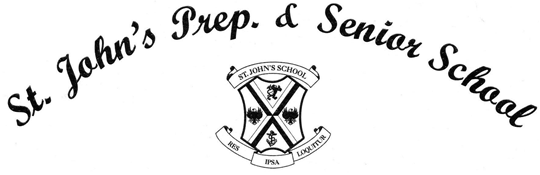 St. John's Prep. & Senior School
ST. JOHN'S SCHOOL
RES IPSA LOQUITUR